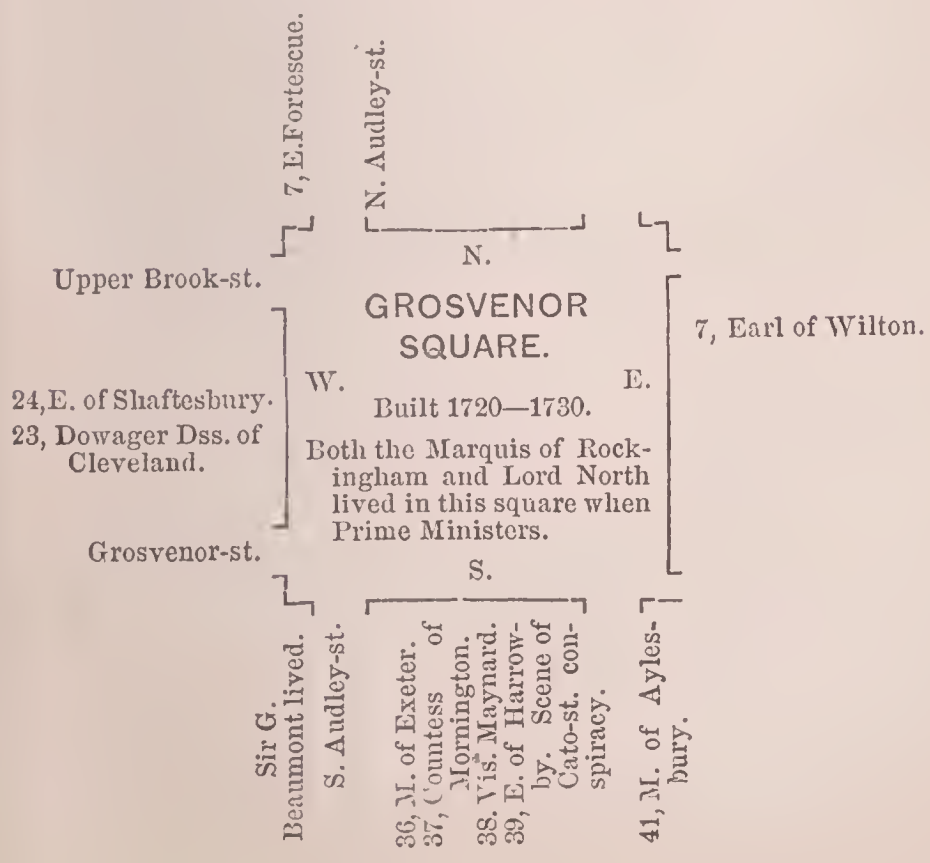 7, E. Fortescue.
N. Audley-st.
N.
Upper Brook-st.
GROSVENOR
SQUARE.
7, Earl of Wilton.
W.
E.
24, E. of Shaftesbury.
Built 1720—1730.
23, Dowager Dss. of
Cleveland.
Both the Marquis of Rock-
ingham and Lord North
lived in this square when
Prime Ministers.
Grosvenor-st.
S.
Sir G.
Beaumont lived.
S. Audley-st.
36, M. of Exeter.
37, Countess of
Mornington.
38. Vis. Maynard.
39, E. of Harrow-
by. Scene of
Cato-st. con-
spiracy.
41, M. of Ayles-
bury.